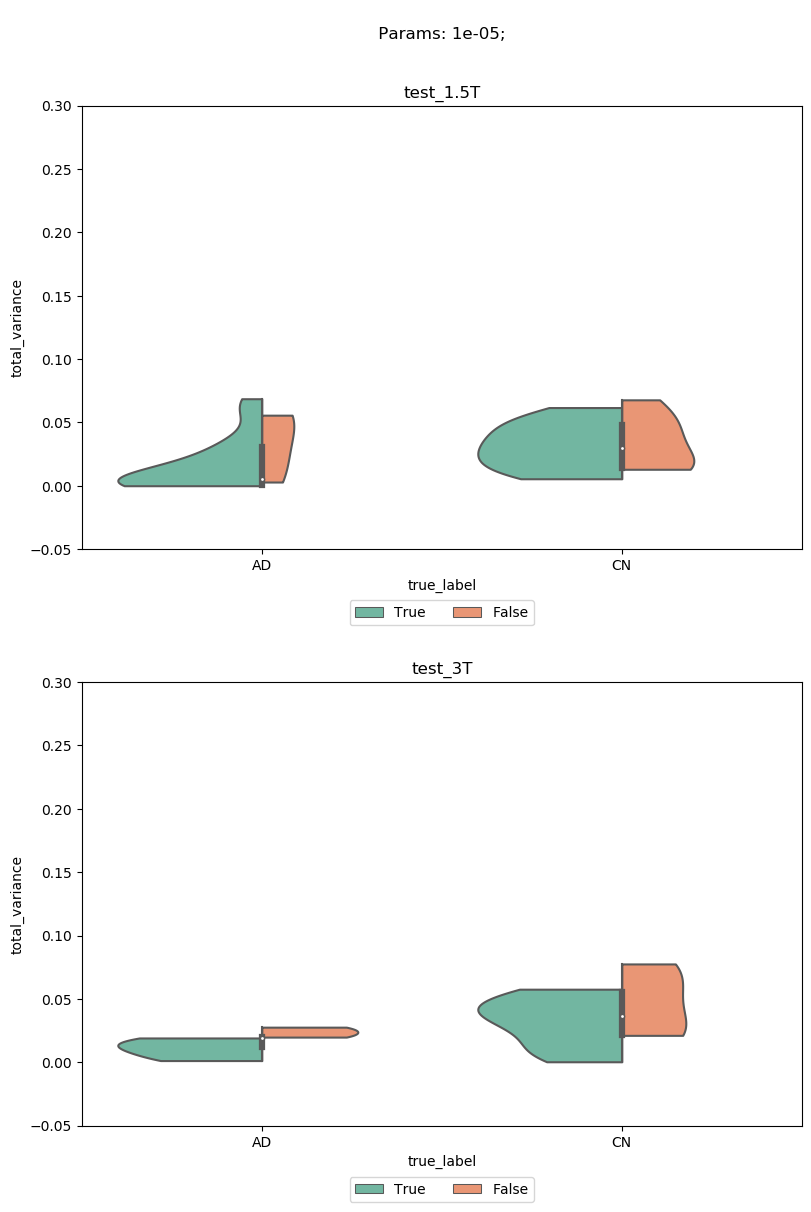 Params: 1e-05;
test_1.5T
0.30
0.25
0.20
0.15
0.10
0.05
0.00
−0.05
total_variance
AD
CN
true_label
True
False
test_3T
0.30
0.25
0.20
0.15
0.10
0.05
0.00
−0.05
total_variance
AD
CN
true_label
True
False